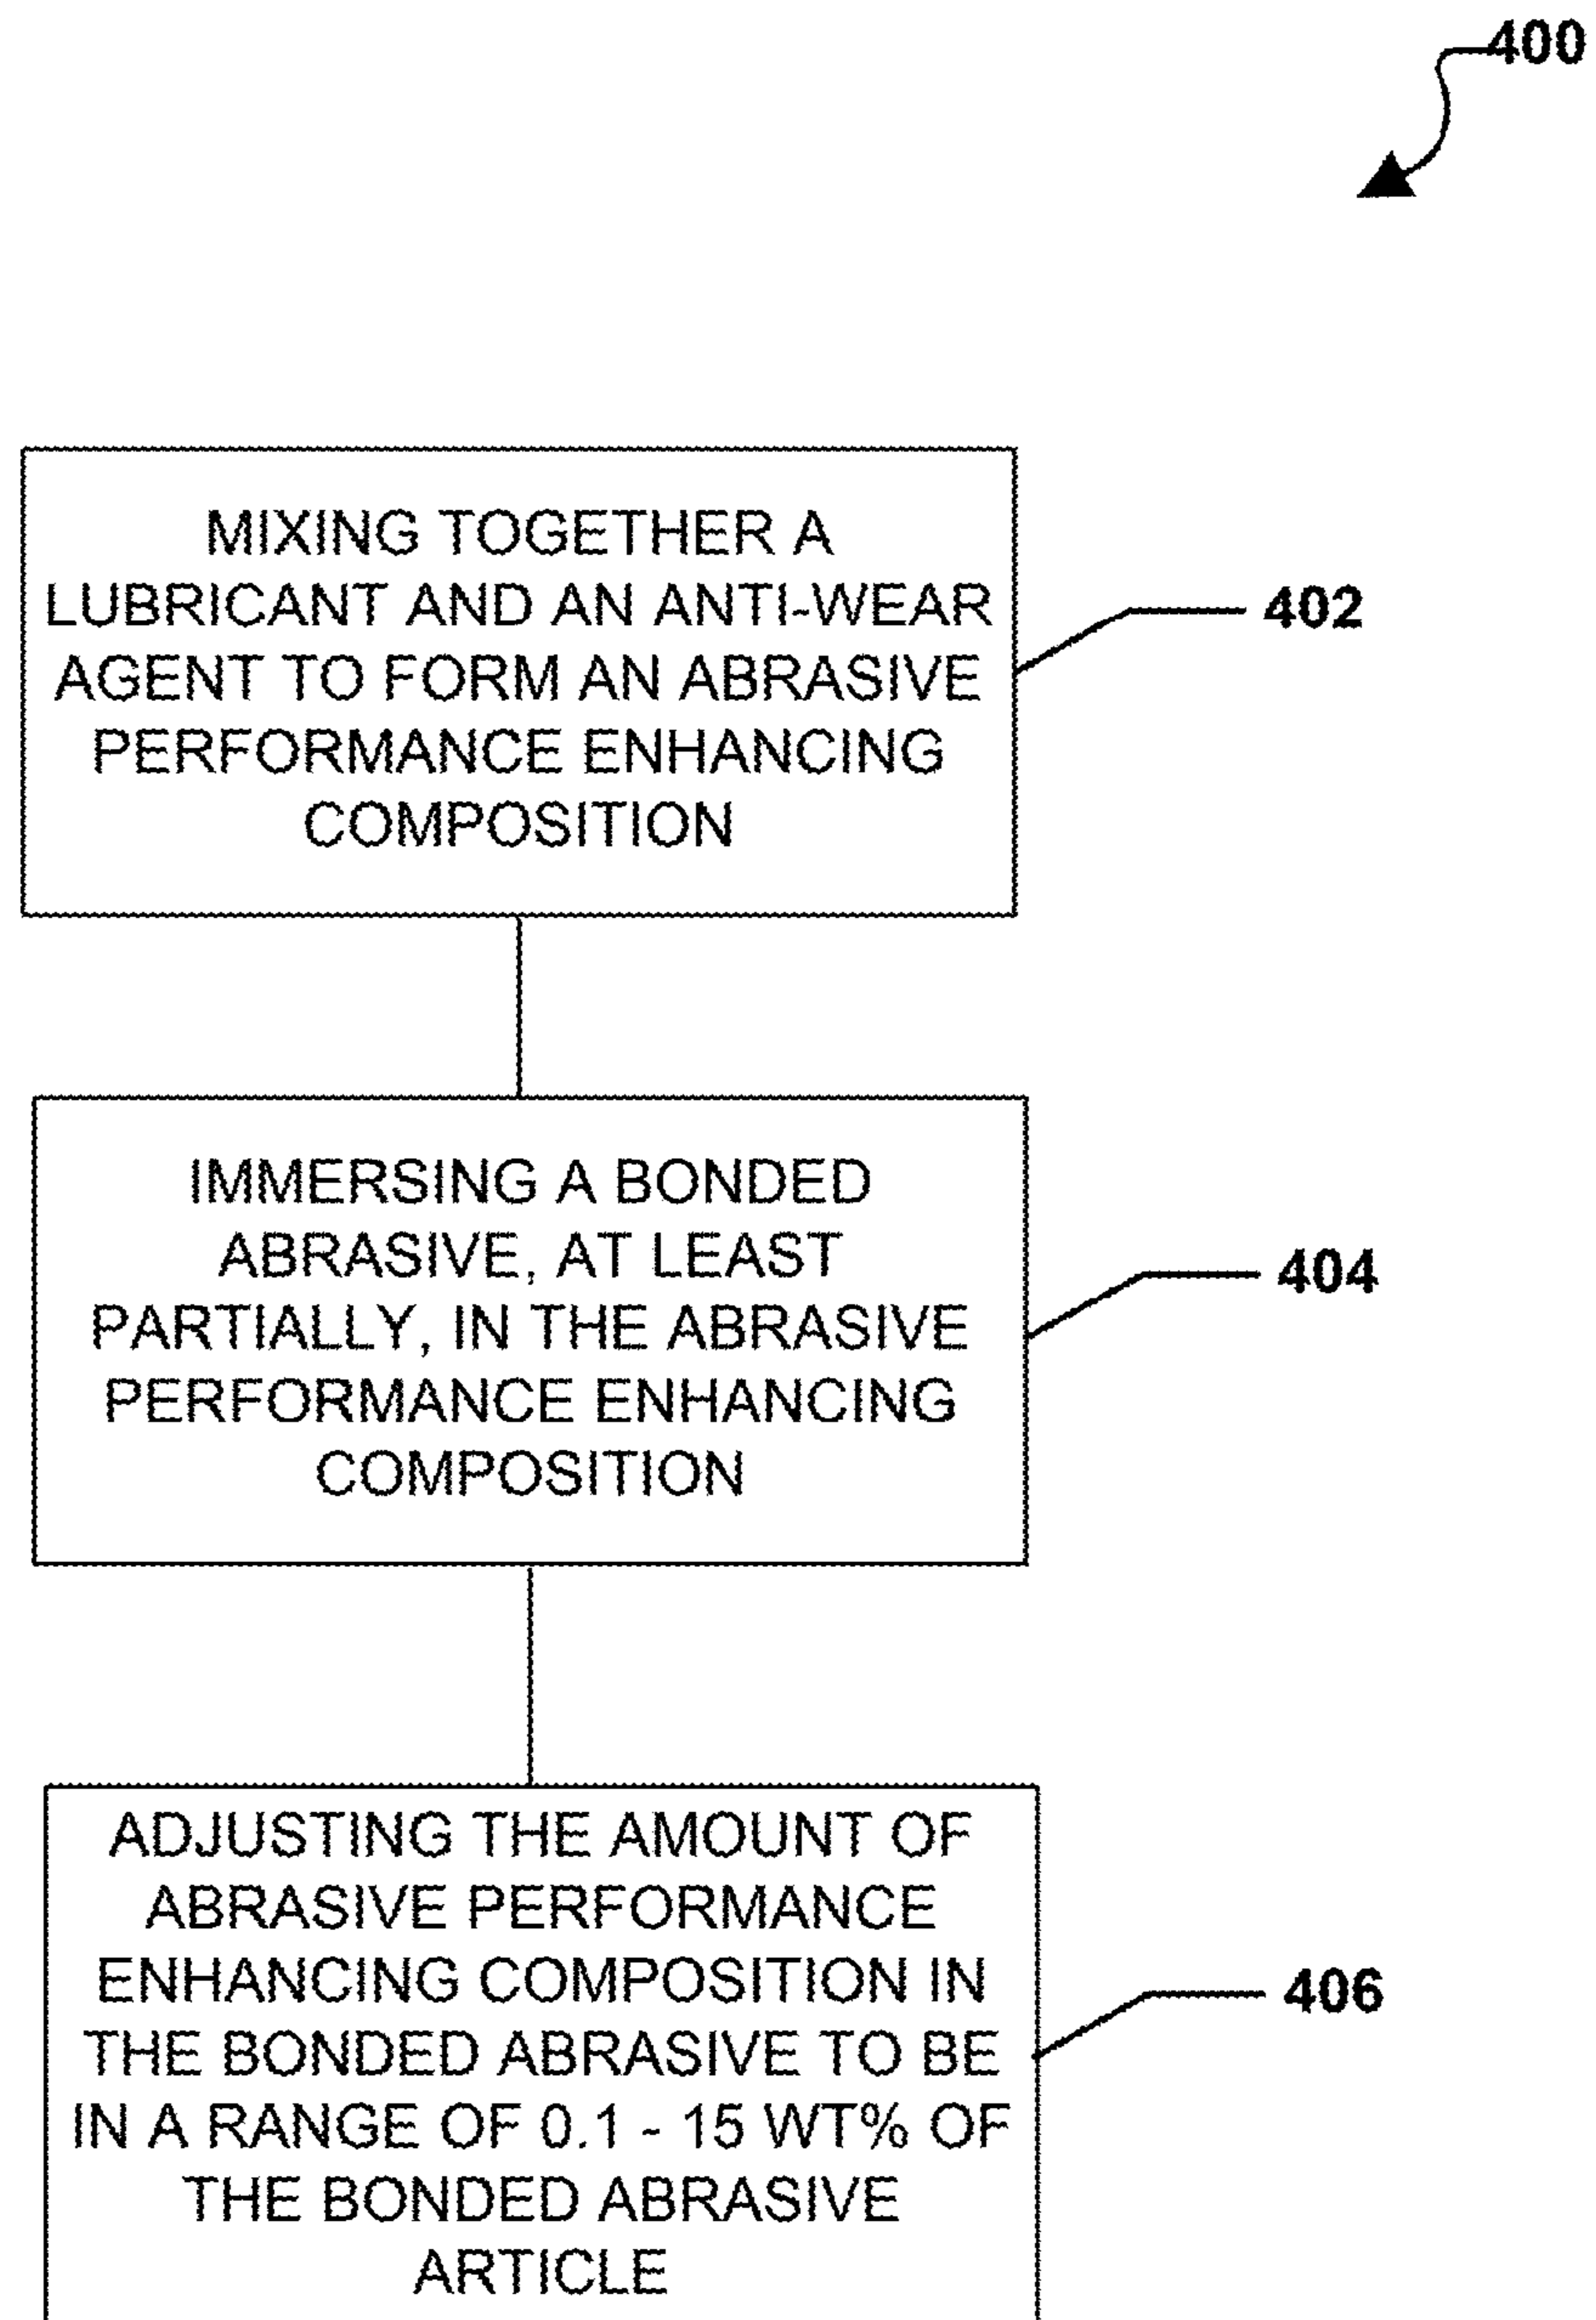 400
MIXING TOGETHER A
LUBRICANT AND AN ANTI-WEAR
AGENT TO FORM AN ABRASIVE
PERFORMANCE ENHANCING
COMPOSITION
402
IMMERSING A BONDED
ABRASIVE, AT LEAST
PARTIALLY, IN THE ABRASIVE
PERFORMANCE ENHANCING
COMPOSITION
404
ADJUSTING THE AMOUNT OF
ABRASIVE PERFORMANCE
ENHANCING COMPOSITION IN
THE BONDED ABRASIVE TO BE
IN A RANGE OF 0.1 - 15 WT% OF
THE BONDED ABRASIVE
ARTICLE
406